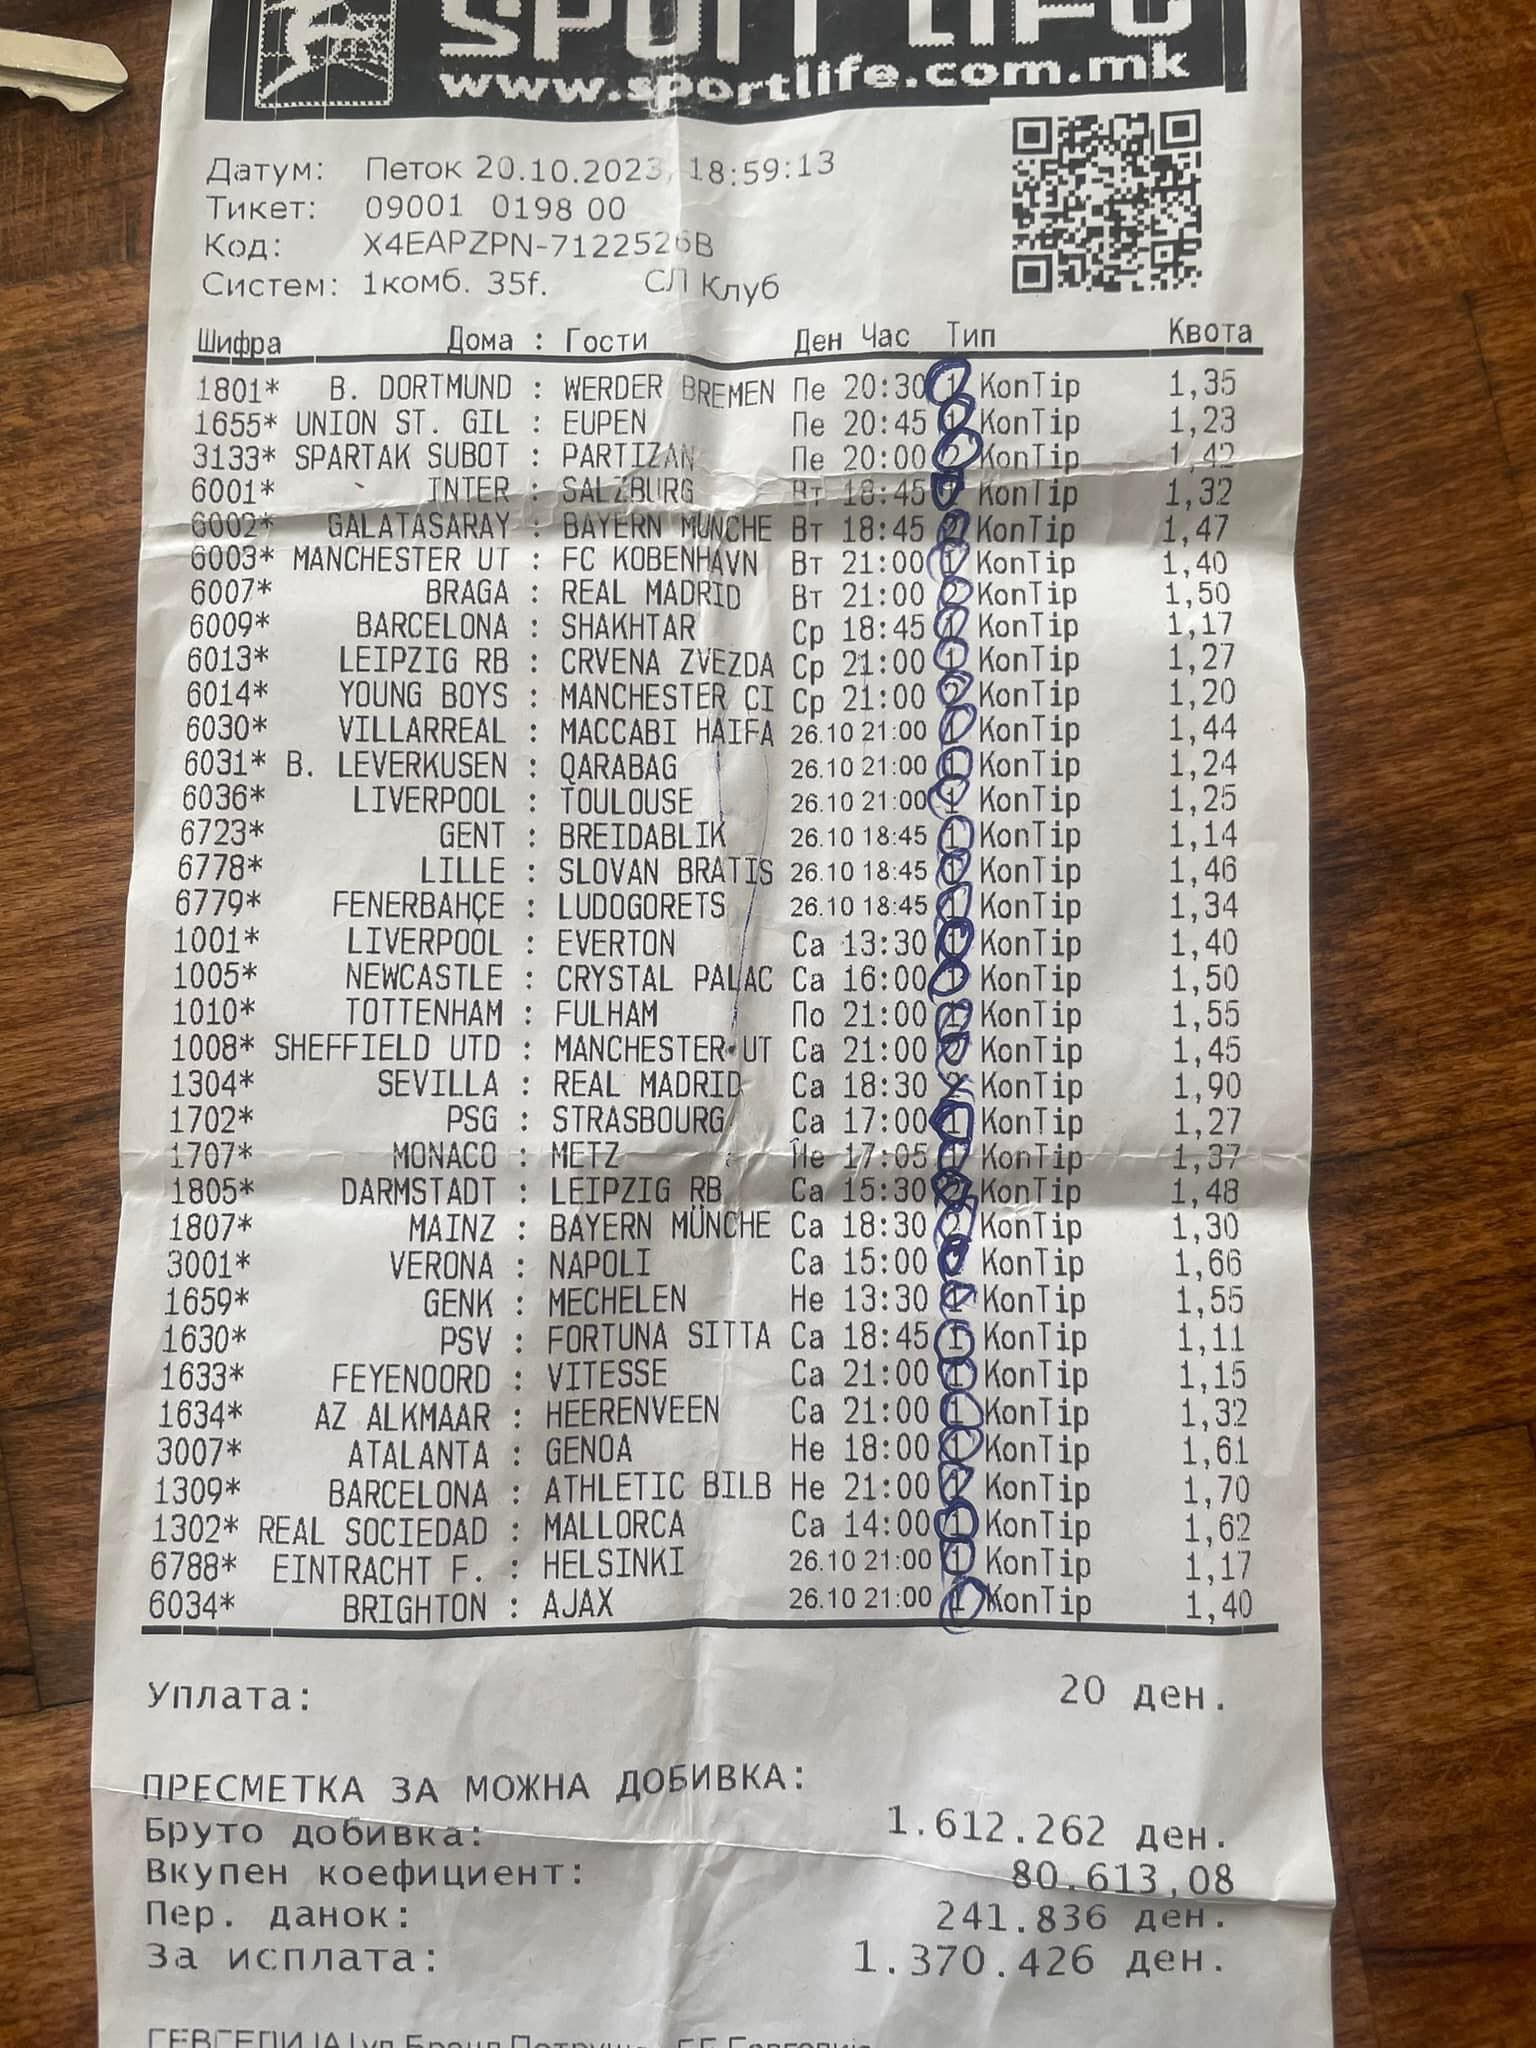 SPORT LIFE
www.sportlife.com.mk
Датум: Петок 20.10.2023, 18:59:13
Тикет: 09001 0198 00
Код: X4EAPZPN-7122526B
Систем: 1комб. 35f. СЛ Клуб
Шифра Дома : Гости Ден Час Тип Квота
1801* B. DORTMUND : WERDER BREMEN Пе 20:30 1 KonTip 1,35
1655* UNION ST. GIL : EUPEN Пе 20:45 1 KonTip 1,23
3133* SPARTAK SUBOT : PARTIZAN Пе 20:00 2 KonTip 1,42
6001* INTER : SALZBURG Вт 18:45 KonTip 1,32
6002* GALATASARAY : BAYERN MÜNCHE Вт 18:45 2 KonTip 1,47
6003* MANCHESTER UT : FC KOBENHAVN Вт 21:00 1 KonTip 1,40
6007* BRAGA : REAL MADRID Вт 21:00 2 KonTip 1,50
6009* BARCELONA : SHAKHTAR Ср 18:45 1 KonTip 1,17
6013* LEIPZIG RB : CRVENA ZVEZDA Ср 21:00 1 KonTip 1,27
6014* YOUNG BOYS : MANCHESTER CI Ср 21:00 2 KonTip 1,20
6030* VILLARREAL : MACCABI HAIFA 26.10 21:00 1 KonTip 1,44
6031* B. LEVERKUSEN : QARABAG 26.10 21:00 1 KonTip 1,24
6036* LIVERPOOL : TOULOUSE 26.10 21:00 1 KonTip 1,25
6723* GENT : BREIDABLIK 26.10 18:45 1 KonTip 1,14
6778* LILLE : SLOVAN BRATIS 26.10 18:45 1 KonTip 1,46
6779* FENERBAHÇE : LUDOGORETS 26.10 18:45 1 KonTip 1,34
1001* LIVERPOOL : EVERTON Са 13:30 1 KonTip 1,40
1005* NEWCASTLE : CRYSTAL PALAC Са 16:00 1 KonTip 1,50
1010* TOTTENHAM : FULHAM По 21:00 1 KonTip 1,55
1008* SHEFFIELD UTD : MANCHESTER UT Са 21:00 2 KonTip 1,45
1304* SEVILLA : REAL MADRID Са 18:30 2 KonTip 1,90
1702* PSG : STRASBOURG Са 17:00 1 KonTip 1,27
1707* MONACO : METZ Не 17:05 1 KonTip 1,37
1805* DARMSTADT : LEIPZIG RB Са 15:30 2 KonTip 1,48
1807* MAINZ : BAYERN MÜNCHE Са 18:30 2 KonTip 1,30
3001* VERONA : NAPOLI Са 15:00 KonTip 1,66
1659* GENK : MECHELEN Не 13:30 1 KonTip 1,55
1630* PSV : FORTUNA SITTA Са 18:45 1 KonTip 1,11
1633* FEYENOORD : VITESSE Са 21:00 1 KonTip 1,15
1634* AZ ALKMAAR : HEERENVEEN Са 21:00 1 KonTip 1,32
3007* ATALANTA : GENOA Не 18:00 1 KonTip 1,61
1309* BARCELONA : ATHLETIC BILB Не 21:00 1 KonTip 1,70
1302* REAL SOCIEDAD : MALLORCA Са 14:00 1 KonTip 1,62
6788* EINTRACHT F. : HELSINKI 26.10 21:00 1 KonTip 1,17
6034* BRIGHTON : AJAX 26.10 21:00 1 KonTip 1,40
Уплата: 20 ден.
ПРЕСМЕТКА ЗА МОЖНА ДОБИВКА:
Бруто добивка: 1.612.262 ден.
Вкупен коефициент: 80.613,08
Пер. данок: 241.836 ден.
За исплата: 1.370.426 ден.